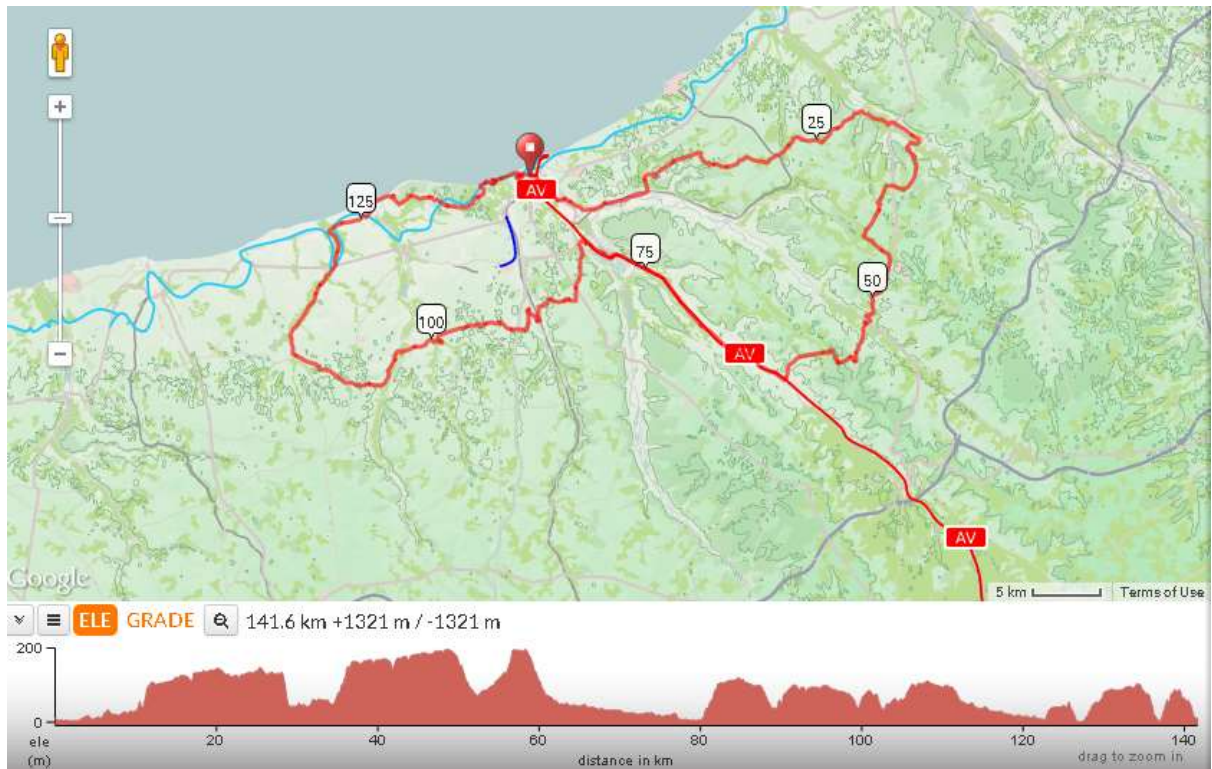 +
25
AV
125
75
50
100
AV
−
AV
Google
5 km
Terms of Use
ELE GRADE 141.6 km +1321 m / -1321 m
200
0
20 40 60 80 100 120 140
ele
(m)
distance in km
drag to zoom in